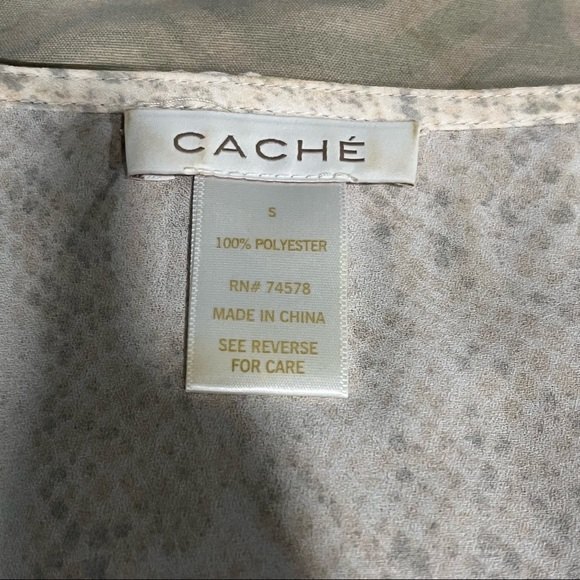 CACHÉ
S
100% POLYESTER
RN# 74578
MADE IN CHINA
SEE REVERSE
FOR CARE